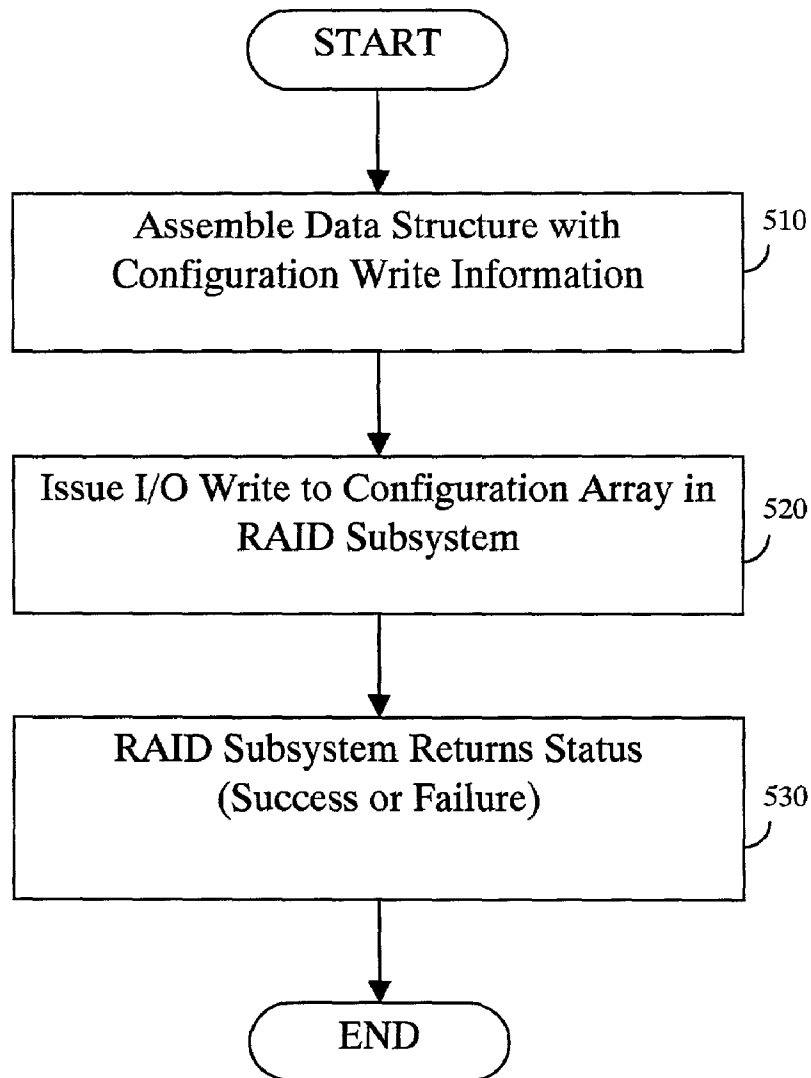 START
Assemble Data Structure with
Configuration Write Information
510
Issue I/O Write to Configuration Array in
RAID Subsystem
520
RAID Subsystem Returns Status
(Success or Failure)
530
END